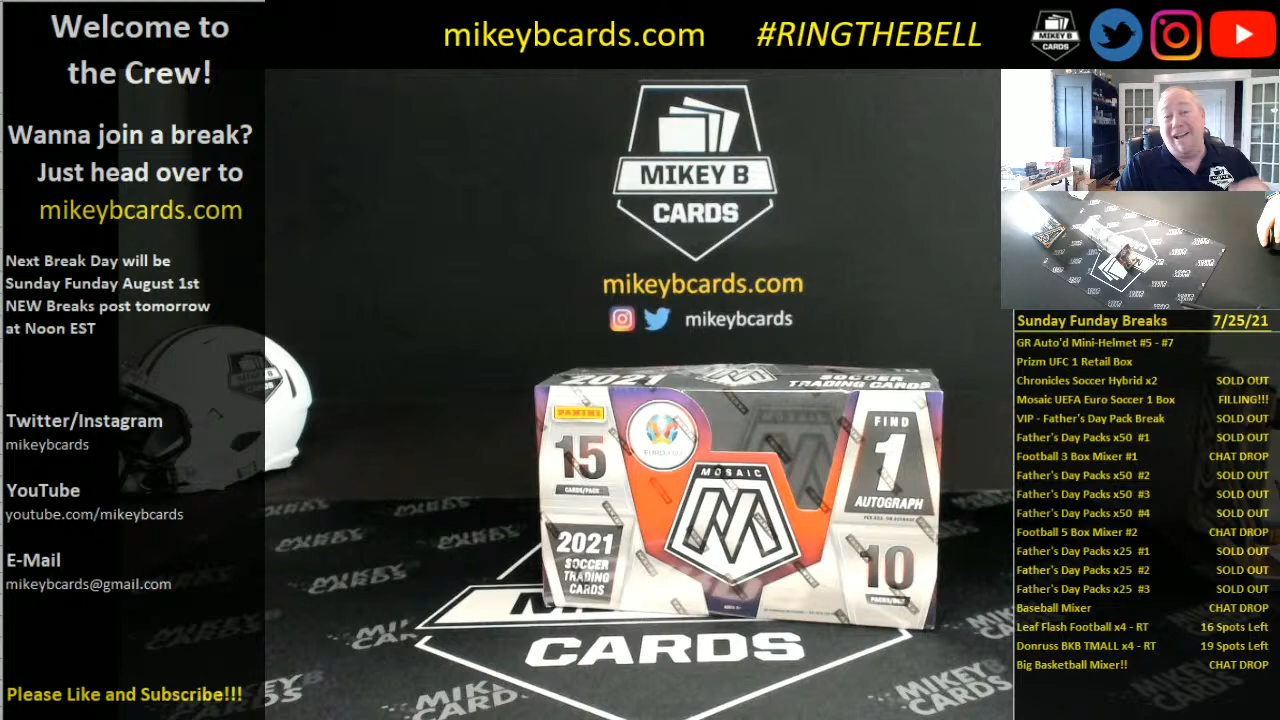 Welcome to
the Crew!
Wanna join a break?
Just head over to
mikeybcards.com
Next Break Day will be
Sunday Funday August 1st
NEW Breaks post tomorrow
at Noon EST
Twitter/Instagram
mikeybcards
YouTube
youtube.com/mikeybcards
E-Mail
mikeybcards@gmail.com
Please Like and Subscribe!!!
mikeybcards.com #RINGTHEBELL
MIKEY B
CARDS
MIKEY B
CARDS
mikeybcards.com
mikeybcards
2021
SOCCER
TRADING CARDS
PANINI
15
CARDS/PACK
2021
SOCCER
TRADING
CARDS
MOSAIC
FIND
1
AUTOGRAPH
10
CARDS
Sunday Funday Breaks 7/25/21
GR Auto'd Mini-Helmet #5 - #7
Prizm UFC 1 Retail Box
Chronicles Soccer Hybrid x2 SOLD OUT
Mosaic UEFA Euro Soccer 1 Box FILLING!!!
VIP - Father's Day Pack Break SOLD OUT
Father's Day Packs x50 #1 SOLD OUT
Football 3 Box Mixer #1 CHAT DROP
Father's Day Packs x50 #2 SOLD OUT
Father's Day Packs x50 #3 SOLD OUT
Father's Day Packs x50 #4 SOLD OUT
Football 5 Box Mixer #2 CHAT DROP
Father's Day Packs x25 #1 SOLD OUT
Father's Day Packs x25 #2 SOLD OUT
Father's Day Packs x25 #3 SOLD OUT
Baseball Mixer CHAT DROP
Leaf Flash Football x4 - RT 16 Spots Left
Donruss BKB TMALL x4 - RT 19 Spots Left
Big Basketball Mixer!! CHAT DROP